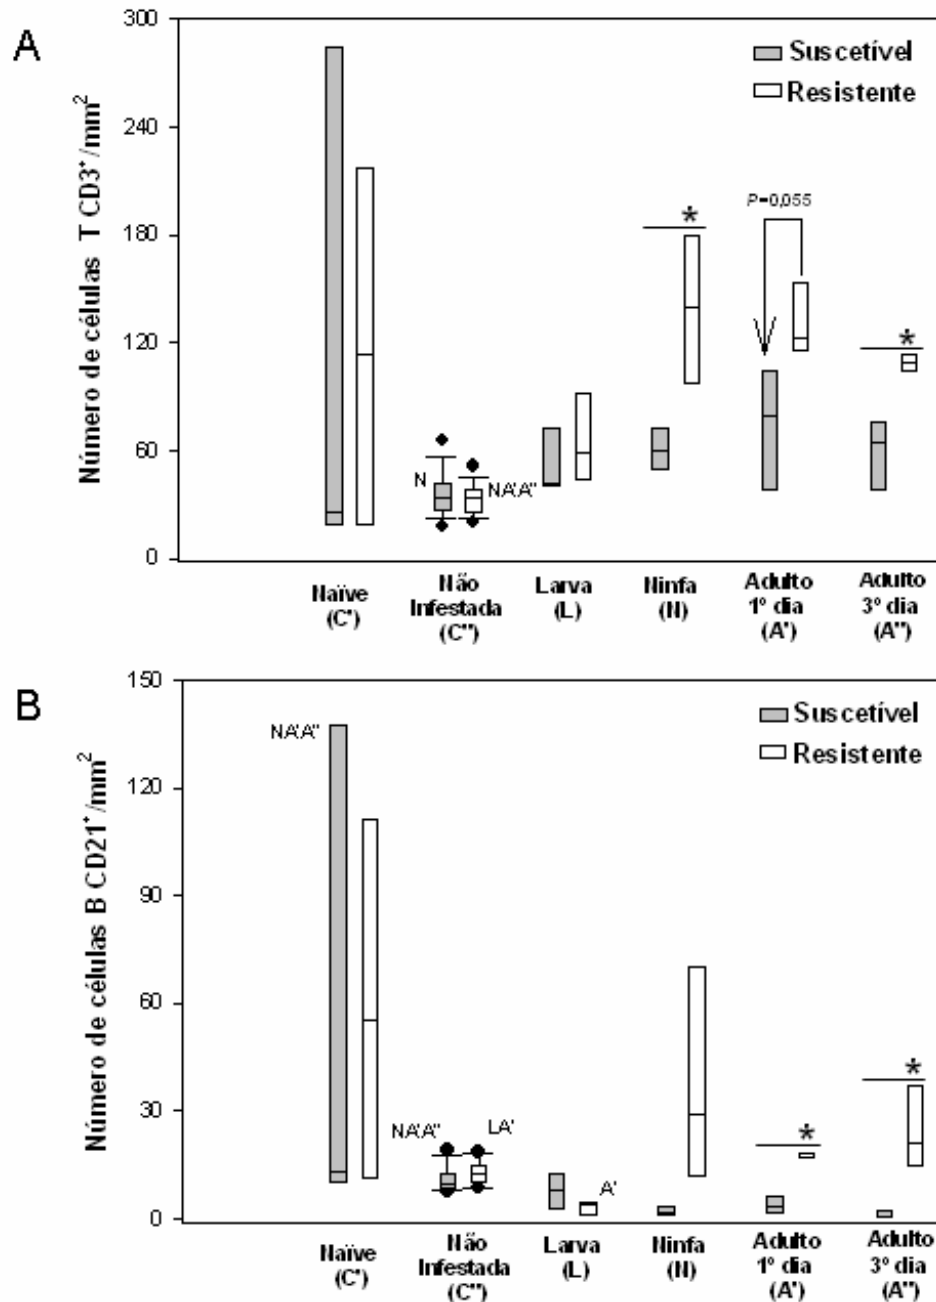 A
Número de células T CD3⁺/mm²
300
240
180
120
60
0
Suscetível
Resistente
N
NA'A''
*
P=0,055
*
Naïve
(C')
Não
Infestada
(C'')
Larva
(L)
Ninfa
(N)
Adulto
1º dia
(A')
Adulto
3º dia
(A'')
B
Número de células B CD21⁺/mm²
150
120
90
60
30
0
Suscetível
Resistente
NA'A''
NA'A''
LA'
A'
*
*
Naïve
(C')
Não
Infestada
(C'')
Larva
(L)
Ninfa
(N)
Adulto
1º dia
(A')
Adulto
3º dia
(A'')